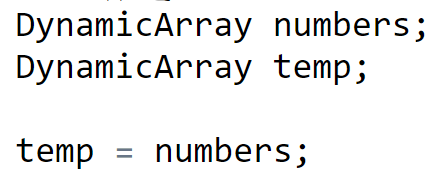 DynamicArray numbers;
DynamicArray temp;
temp = numbers;